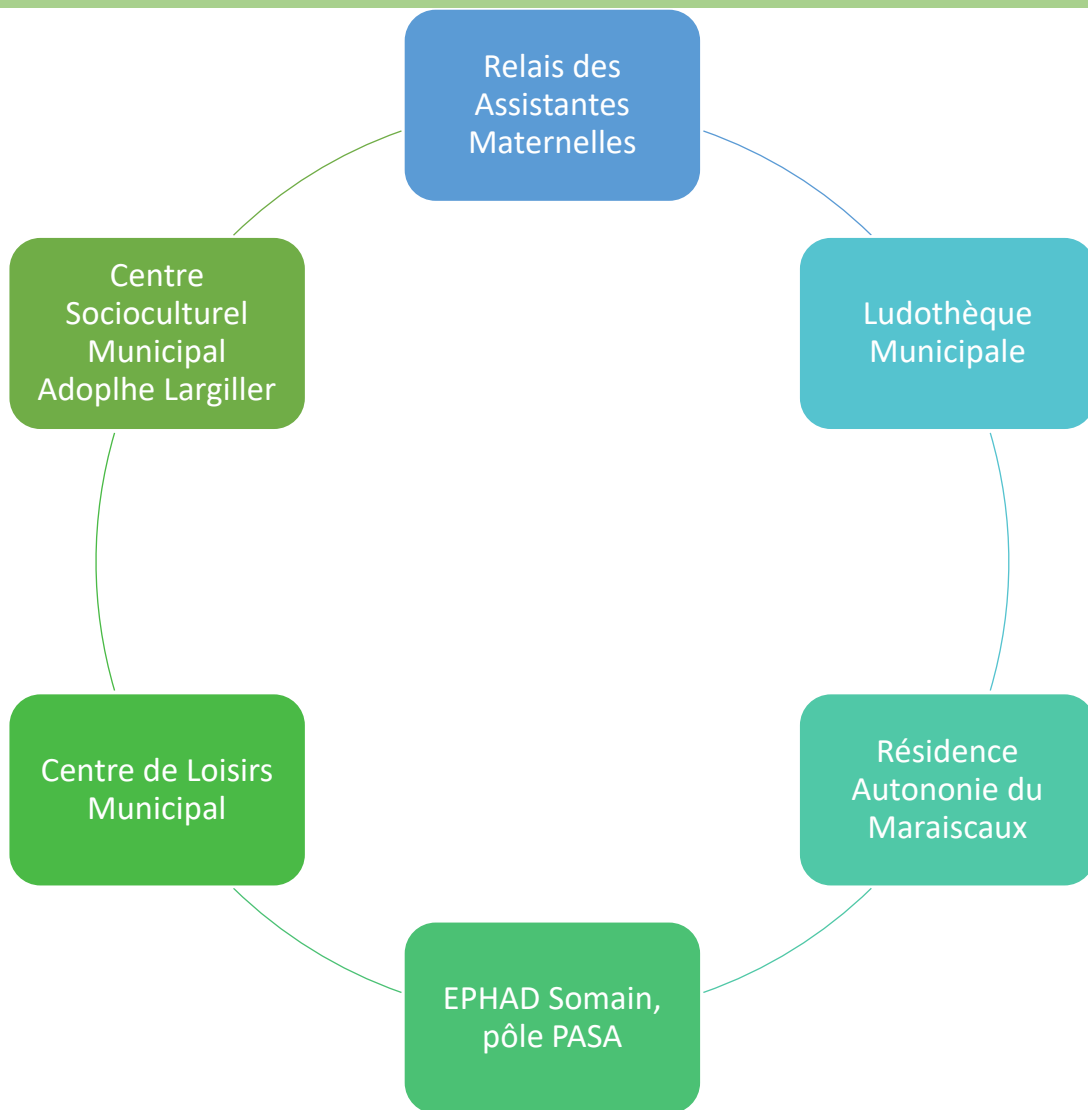 Relais des
Assistantes
Maternelles
Centre
Socioculturel
Municipal
Adoplhe Largiller
Ludothèque
Municipale
Centre de Loisirs
Municipal
Résidence
Autononie du
Maraiscaux
EPHAD Somain,
pôle PASA